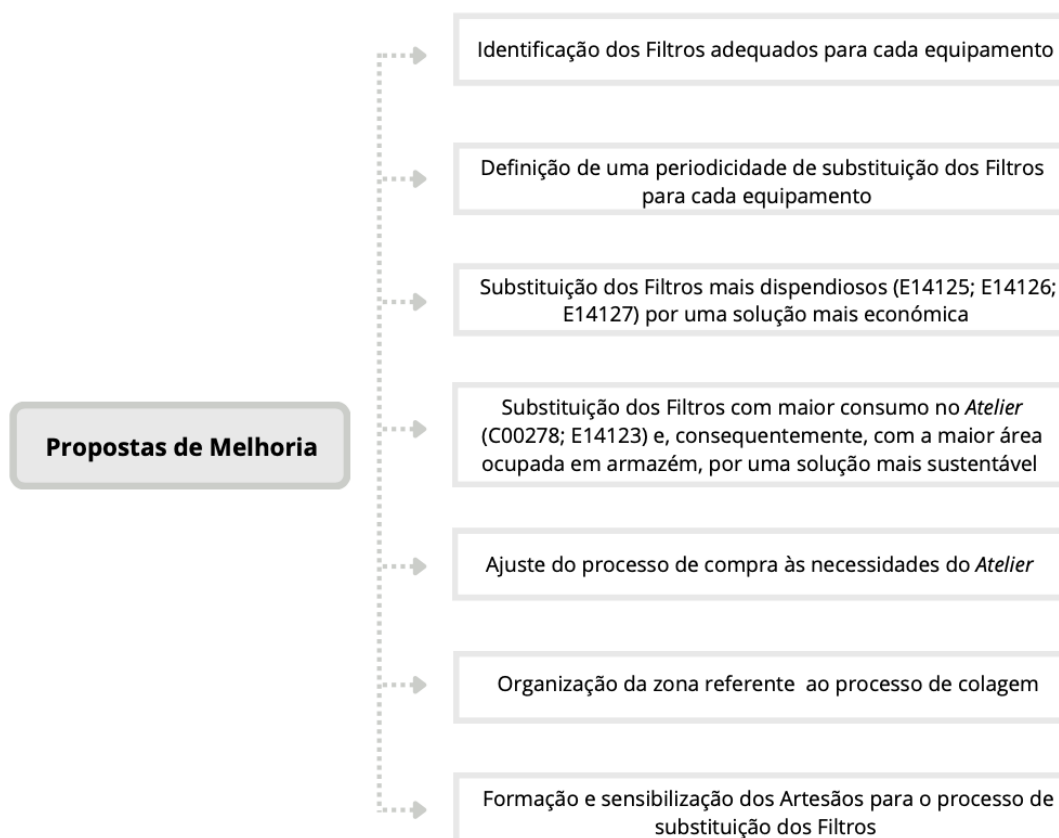 Identificação dos Filtros adequados para cada equipamento
Definição de uma periodicidade de substituição dos Filtros
para cada equipamento
Substituição dos Filtros mais dispendiosos (E14125; E14126;
E14127) por uma solução mais económica
Substituição dos Filtros com maior consumo no Atelier
(C00278; E14123) e, consequentemente, com a maior área
ocupada em armazém, por uma solução mais sustentável
Propostas de Melhoria
Ajuste do processo de compra às necessidades do Atelier
Organização da zona referente ao processo de colagem
Formação e sensibilização dos Artesãos para o processo de
substituição dos Filtros